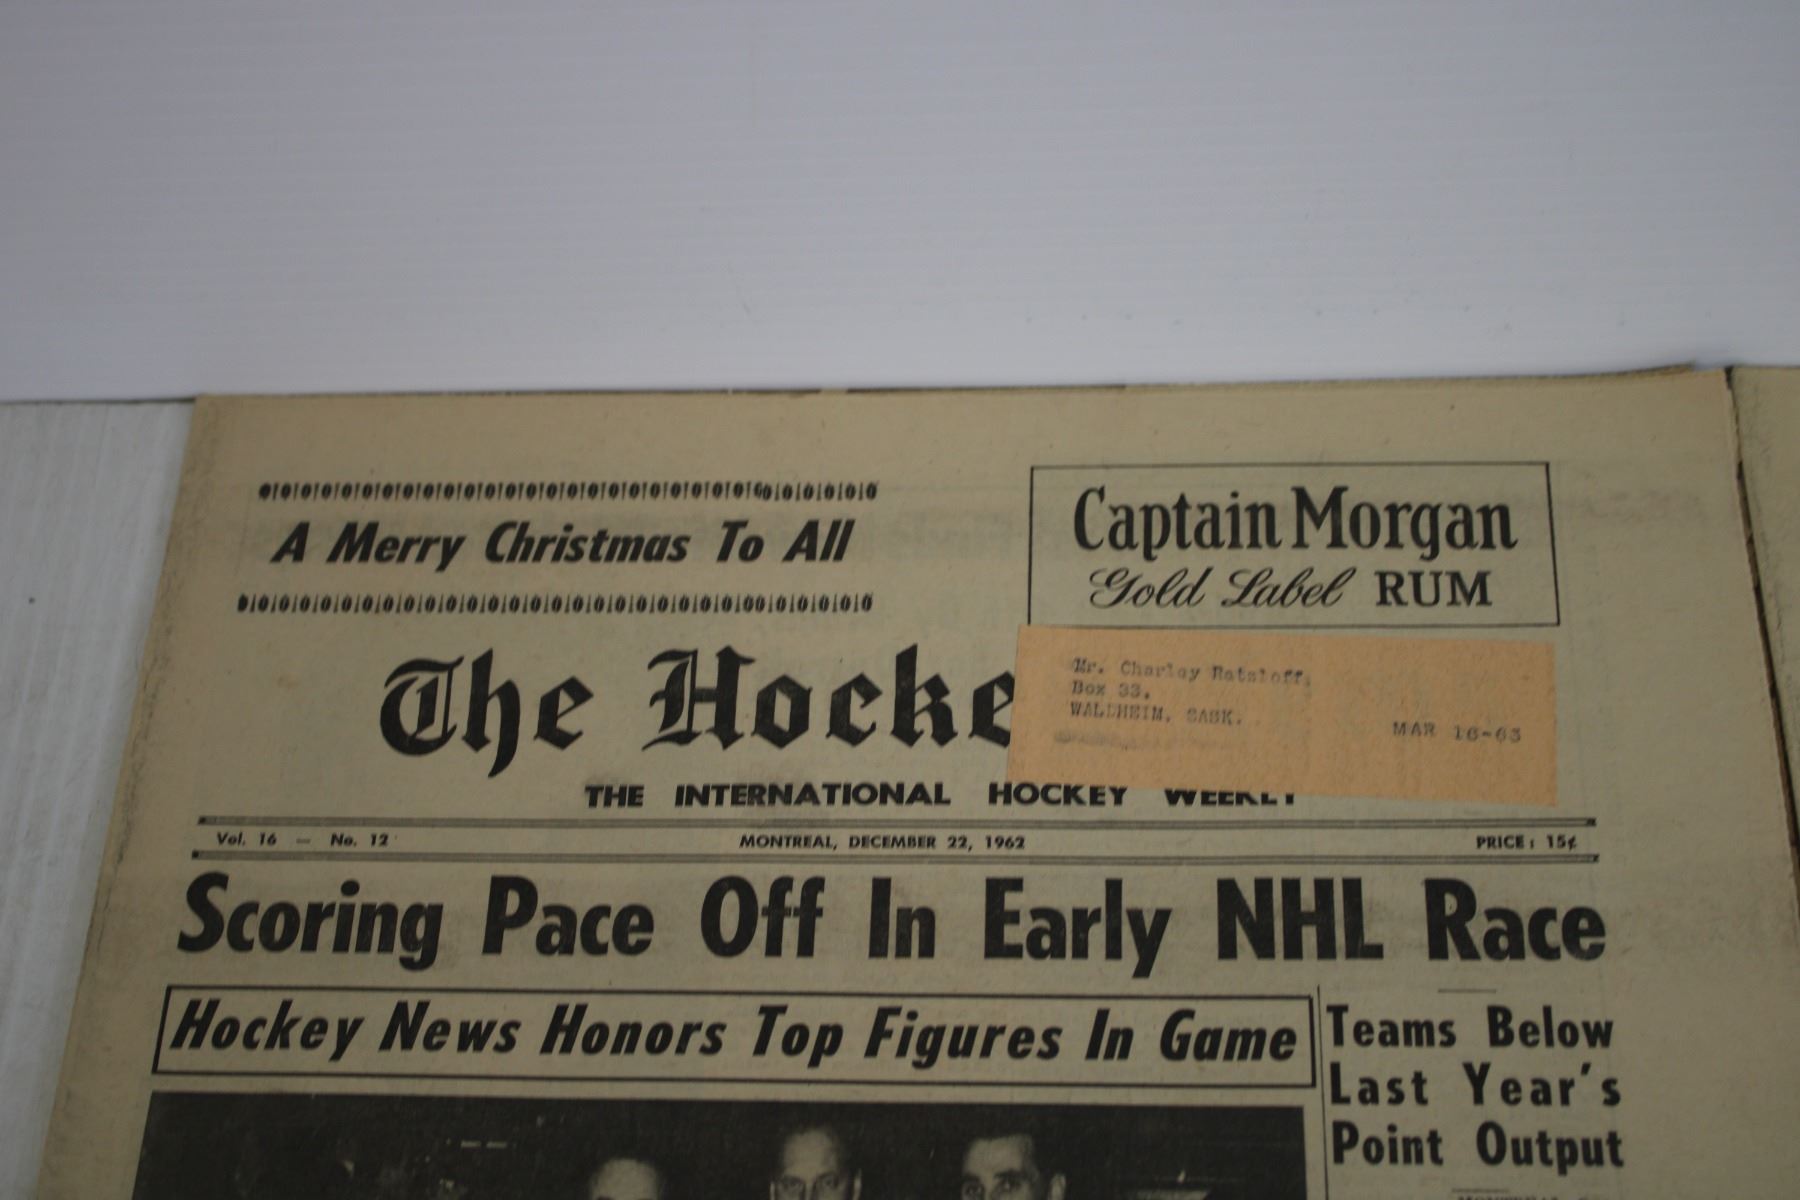 A Merry Christmas To All
Captain Morgan
Gold Label RUM
The Hocke
Mr. Charley Ratzloff,
Box 33,
WALDHEIM, SASK.
MAR 16-63
THE INTERNATIONAL HOCKEY WEEKLY
Vol. 16 — No. 12
MONTREAL, DECEMBER 22, 1962
PRICE: 15¢
Scoring Pace Off In Early NHL Race
Hockey News Honors Top Figures In Game
Teams Below
Last Year's
Point Output